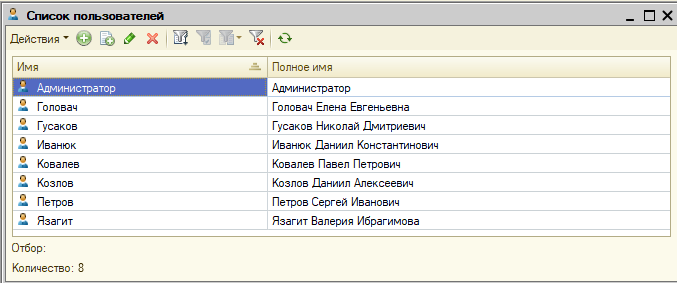 Список пользователей
Действия
Имя Полное имя
Администратор Администратор
Головач Головач Елена Евгеньевна
Гусаков Гусаков Николай Дмитриевич
Иванюк Иванюк Даниил Константинович
Ковалев Ковалев Павел Петрович
Козлов Козлов Даниил Алексеевич
Петров Петров Сергей Иванович
Язагит Язагит Валерия Ибрагимова
Отбор:
Количество: 8